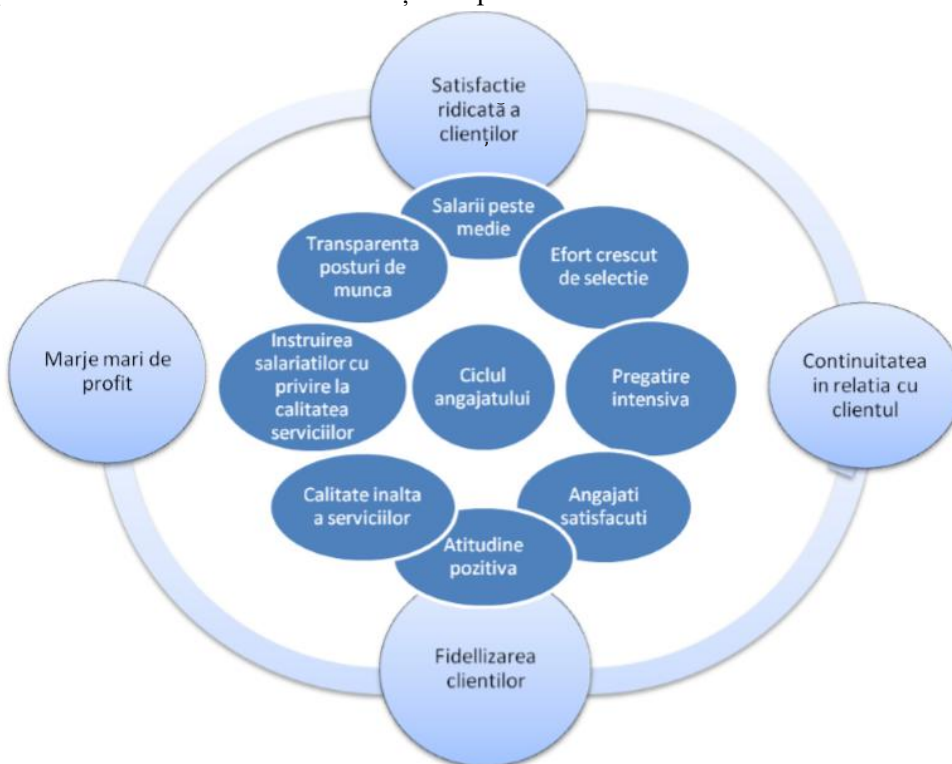 Satisfactie
ridicată a
clienților
Salarii peste
medie
Transparenta
posturi de
munca
Efort crescut
de selectie
Marje mari de
profit
Instruirea
salariatilor cu
privire la
calitatea
serviciilor
Ciclul
angajatului
Pregatire
intensiva
Continuitatea
in relatia cu
clientul
Calitate inalta
a serviciilor
Angajati
satisfacuti
Atitudine
pozitiva
Fidellizarea
clientilor